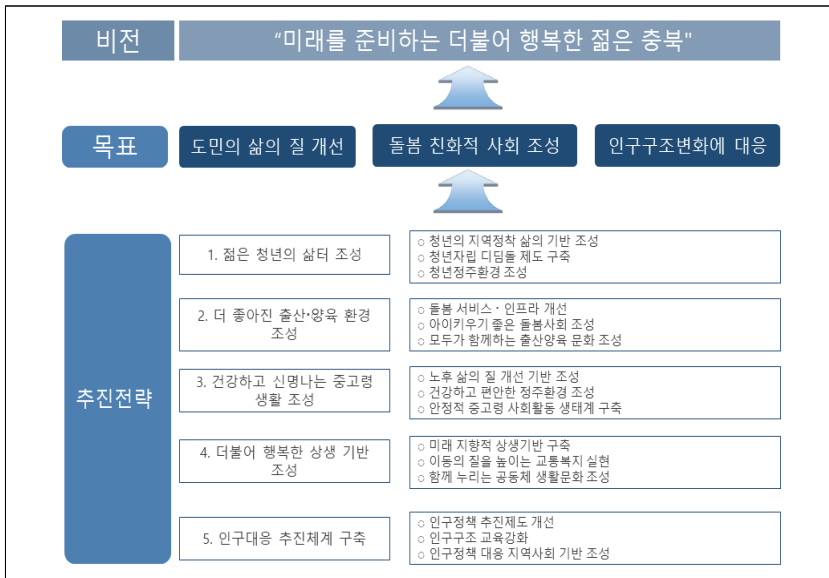 비전
“미래를 준비하는 더불어 행복한 젊은 충북"
목표
도민의 삶의 질 개선
돌봄 친화적 사회 조성
인구구조변화에 대응
추진전략
1. 젊은 청년의 삶터 조성
○ 청년의 지역정착 삶의 기반 조성
○ 청년자립 디딤돌 제도 구축
○ 청년정주환경 조성
2. 더 좋아진 출산·양육 환경
조성
○ 돌봄 서비스 · 인프라 개선
○ 아이키우기 좋은 돌봄사회 조성
○ 모두가 함께하는 출산양육 문화 조성
3. 건강하고 신명나는 중고령
생활 조성
○ 노후 삶의 질 개선 기반 조성
○ 건강하고 편안한 정주환경 조성
○ 안정적 중고령 사회활동 생태계 구축
4. 더불어 행복한 상생 기반
조성
○ 미래 지향적 상생기반 구축
○ 이동의 질을 높이는 교통복지 실현
○ 함께 누리는 공동체 생활문화 조성
5. 인구대응 추진체계 구축
○ 인구정책 추진제도 개선
○ 인구구조 교육강화
○ 인구정책 대응 지역사회 기반 조성